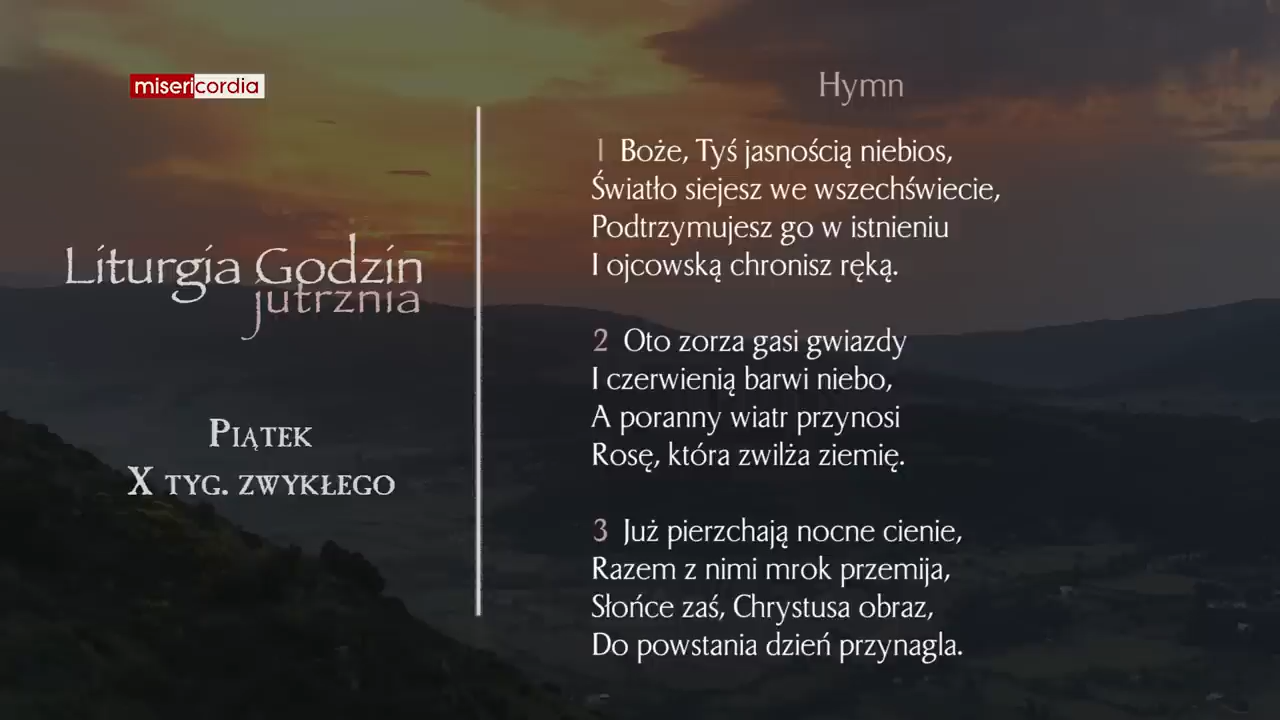 misericordia
Liturgia Godzin
jutrznia
Piątek
X tyg. zwykłego
Hymn
1 Boże, Tyś jasnością niebios,
Światło siejesz we wszechświecie,
Podtrzymujesz go w istnieniu
I ojcowską chronisz ręką.
2 Oto zorza gasi gwiazdy
I czerwienią barwi niebo,
A poranny wiatr przynosi
Rosę, która zwilża ziemię.
3 Już pierzchają nocne cienie,
Razem z nimi mrok przemija,
Słońce zaś, Chrystusa obraz,
Do powstania dzień przynagla.